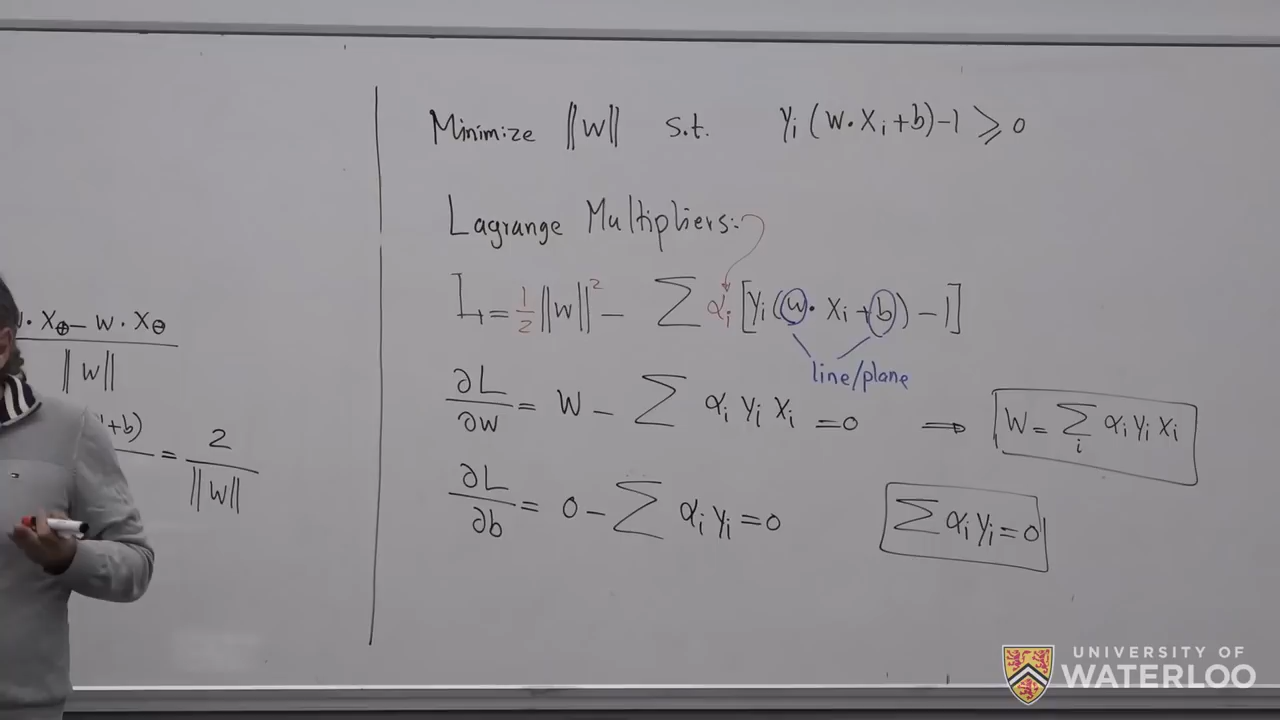 · X⊕ – w · X⊖
‖w‖
+b)
= 2
‖w‖
Minimize ‖w‖ s.t. yi (w·xi+b)–1 ⩾ 0
Lagrange Multipliers:
L = 1/2 ‖w‖² – ∑ αi [yi (w· xi + b) – 1]
line/plane
∂L/∂w = w – ∑ αi yi xi = 0 → w = ∑i αi yi xi
∂L/∂b = 0 – ∑ αi yi = 0 ∑ αi yi = 0
UNIVERSITY OF
WATERLOO